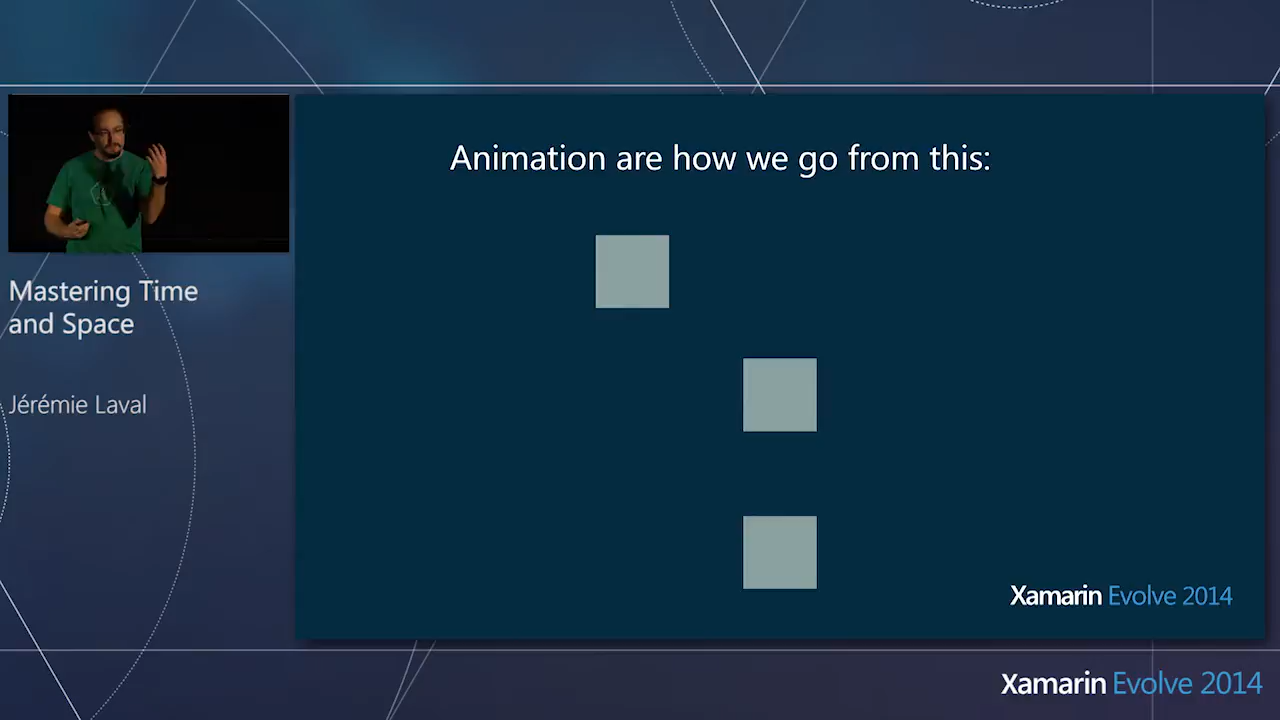 Animation are how we go from this:
Mastering Time
and Space
Jérémie Laval
Xamarin Evolve 2014
Xamarin Evolve 2014